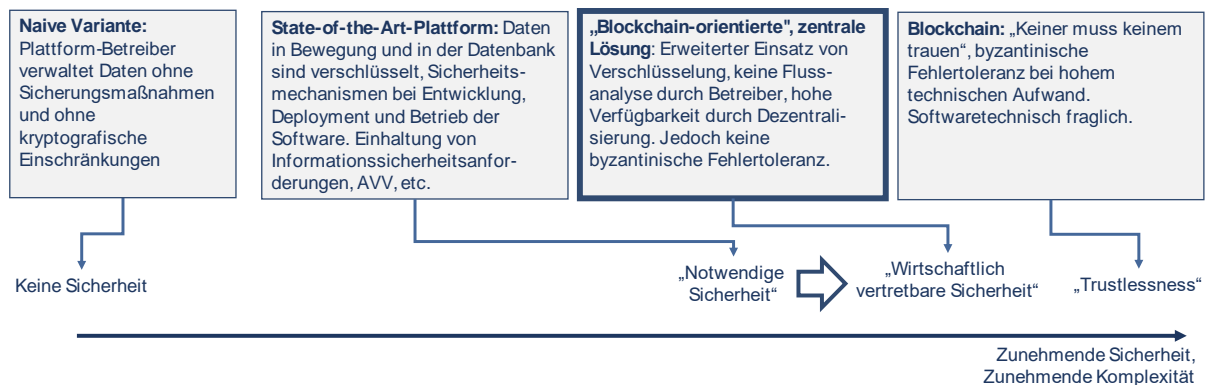 Naive Variante:
Plattform-Betreiber
verwaltet Daten ohne
Sicherungsmaßnahmen
und ohne
kryptografische
Einschränkungen
State-of-the-Art-Plattform: Daten
in Bewegung und in der Datenbank
sind verschlüsselt, Sicherheits-
mechanismen bei Entwicklung,
Deployment und Betrieb der
Software. Einhaltung von
Informationssicherheitsanfor-
derungen, AVV, etc.
„Blockchain-orientierte", zentrale
Lösung: Erweiterter Einsatz von
Verschlüsselung, keine Fluss-
analyse durch Betreiber, hohe
Verfügbarkeit durch Dezentrali-
sierung. Jedoch keine
byzantinische Fehlertoleranz.
Blockchain: „Keiner muss keinem
trauen“, byzantinische
Fehlertoleranz bei hohem
technischen Aufwand.
Softwaretechnisch fraglich.
Keine Sicherheit
„Notwendige
Sicherheit“
„Wirtschaftlich
vertretbare Sicherheit“
„Trustlessness“
Zunehmende Sicherheit,
Zunehmende Komplexität